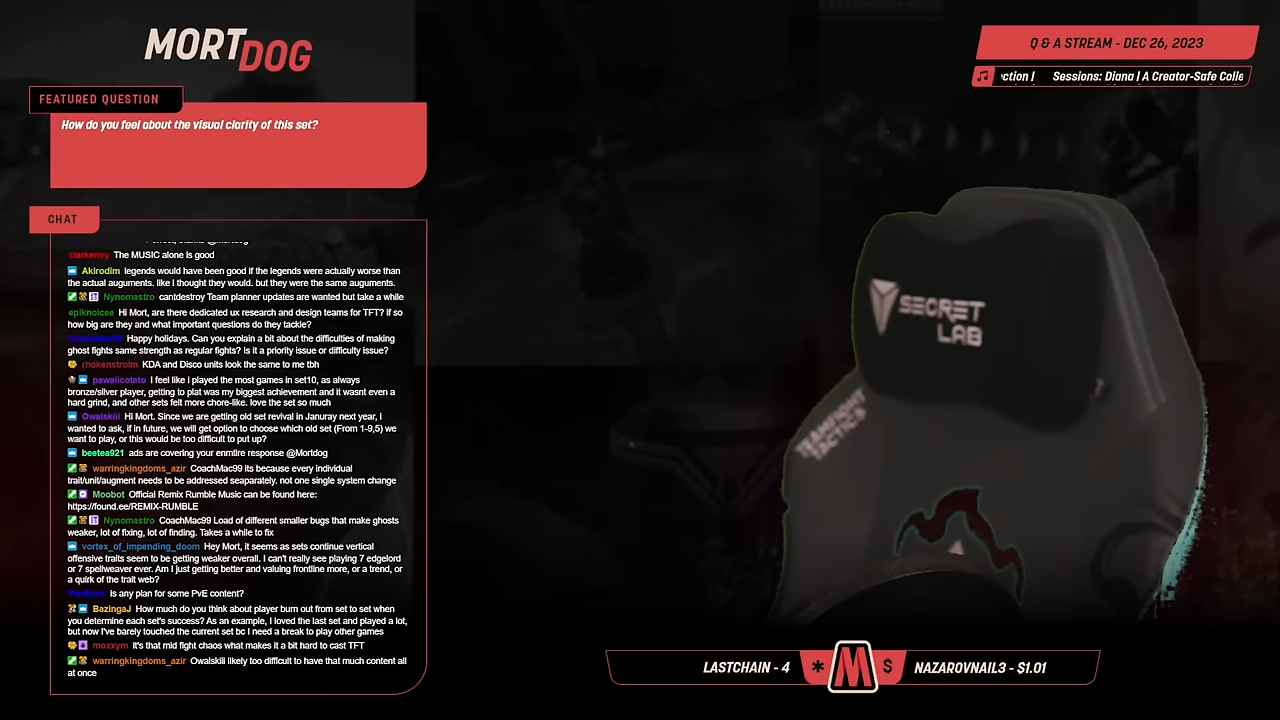 MORTDOG
Q & A STREAM - DEC 26, 2023
ction | Sessions: Diana | A Creator-Safe Colle
FEATURED QUESTION
How do you feel about the visual clarity of this set?
CHAT
clarkenvy The MUSIC alone is good
Akirodim legends would have been good if the legends were actually worse than
the actual auguments. like I thought they would. but they were the same auguments.
Nynomastro cantdestroy Team planner updates are wanted but take a while
epiknoicee Hi Mort, are there dedicated ux research and design teams for TFT? if so
how big are they and what important questions do they tackle?
Happy holidays. Can you explain a bit about the difficulties of making
ghost fights same strength as regular fights? Is it a priority issue or difficulty issue?
rhokenstroim KDA and Disco units look the same to me tbh
pawaiicotato I feel like I played the most games in set10, as always
bronze/silver player, getting to plat was my biggest achievement and it wasnt even a
hard grind, and other sets felt more chore-like. love the set so much
Owalskiii Hi Mort. Since we are getting old set revival in Januray next year, i
wanted to ask, if in future, we will get option to choose which old set (From 1-9,5) we
want to play, or this would be too difficult to put up?
beetea921 ads are covering your enmtire response @Mortdog
warringkingdoms_azir CoachMac99 its because every individual
trait/unit/augment needs to be addressed seaparately. not one single system change
Moobot Official Remix Rumble Music can be found here:
https://found.ee/REMIX-RUMBLE
Nynomastro CoachMac99 Load of different smaller bugs that make ghosts
weaker, lot of fixing, lot of finding. Takes a while to fix
vortex_of_impending_doom Hey Mort, it seems as sets continue vertical
offensive traits seem to be getting weaker overall. I can't really see playing 7 edgelord
or 7 spellweaver ever. Am I just getting better and valuing frontline more, or a trend, or
a quirk of the trait web?
is any plan for some PvE content?
BazingaJ How much do you think about player burn out from set to set when
you determine each set's success? As an example, I loved the last set and played a lot,
but now I've barely touched the current set bc I need a break to play other games
moxxym it's that mid fight chaos what makes it a bit hard to cast TFT
warringkingdoms_azir Owalskiii likely too difficult to have that much content all
at once
SECRET
LAB
TEAMFIGHT
TACTICS
LASTCHAIN - 4
* M $
NAZAROVNAIL3 - $1.01